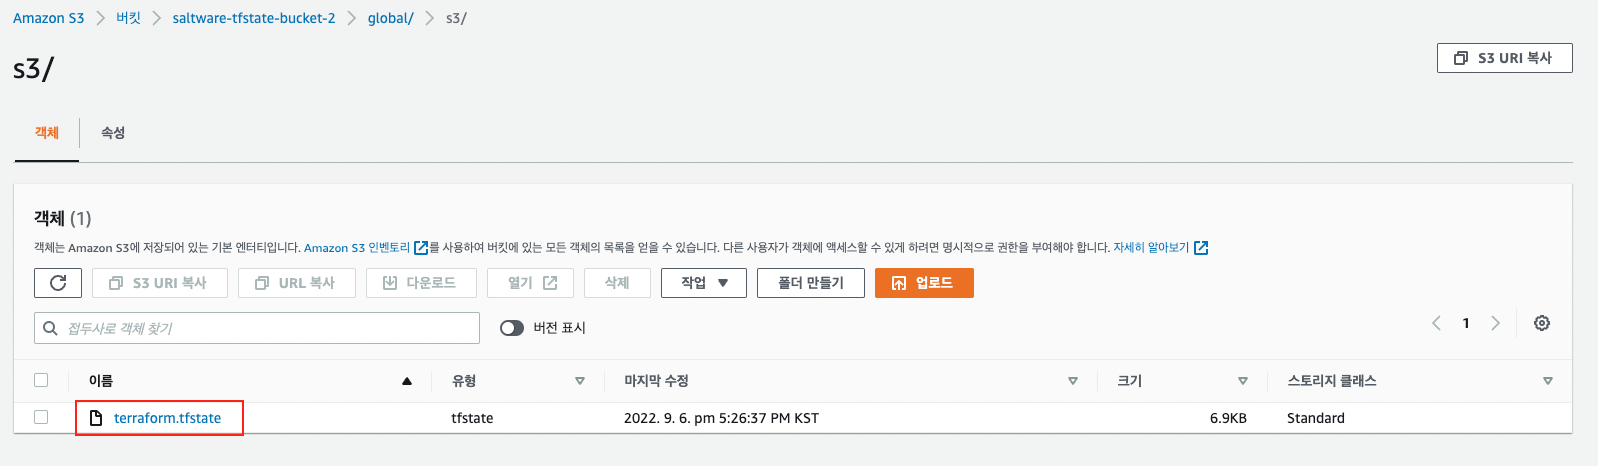 Amazon S3 > 버킷 > saltware-tfstate-bucket-2 > global/ > s3/
s3/
S3 URI 복사
객체
속성
객체 (1)
객체는 Amazon S3에 저장되어 있는 기본 엔터티입니다. Amazon S3 인벤토리를 사용하여 버킷에 있는 모든 객체의 목록을 얻을 수 있습니다. 다른 사용자가 객체에 액세스할 수 있게 하려면 명시적으로 권한을 부여해야 합니다. 자세히 알아보기
S3 URI 복사 URL 복사 다운로드 열기 삭제 작업 폴더 만들기 업로드
접두사로 객체 찾기 버전 표시 1
이름 유형 마지막 수정 크기 스토리지 클래스
terraform.tfstate tfstate 2022. 9. 6. pm 5:26:37 PM KST 6.9KB Standard